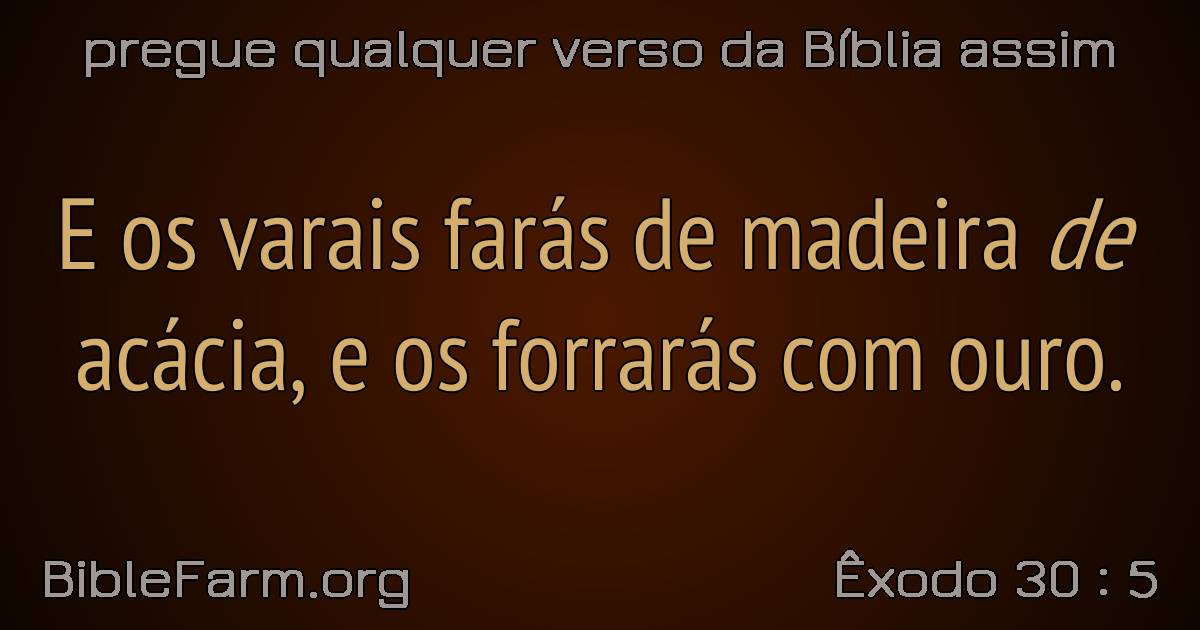 pregue qualquer verso da Bíblia assim
E os varais farás de madeira de
acácia, e os forrarás com ouro.
BibleFarm.org
Êxodo 30 : 5